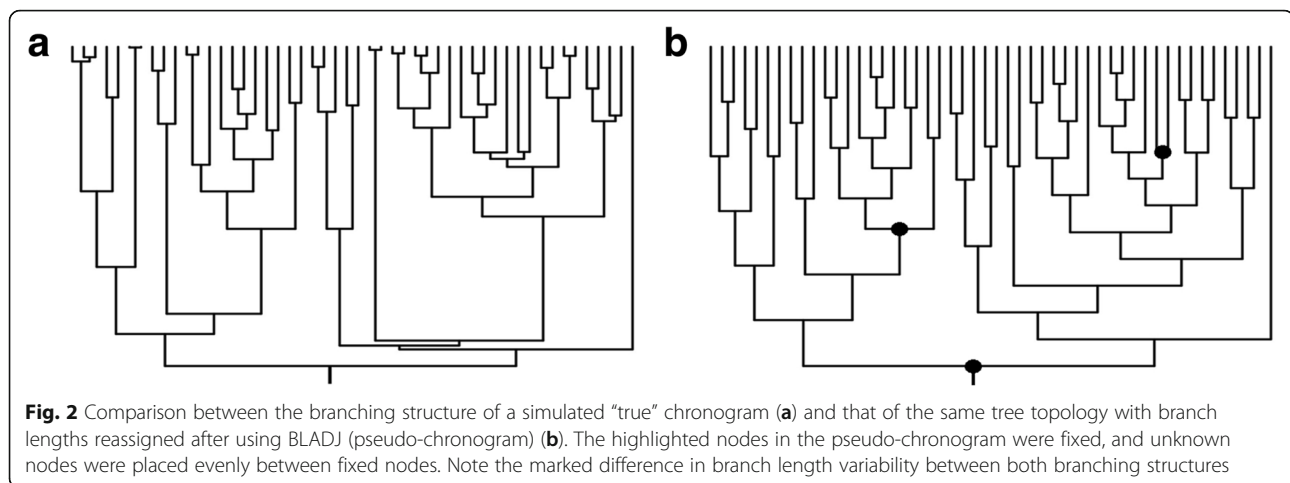 a
b
Fig. 2 Comparison between the branching structure of a simulated “true” chronogram (a) and that of the same tree topology with branch
lengths reassigned after using BLADJ (pseudo-chronogram) (b). The highlighted nodes in the pseudo-chronogram were fixed, and unknown
nodes were placed evenly between fixed nodes. Note the marked difference in branch length variability between both branching structures